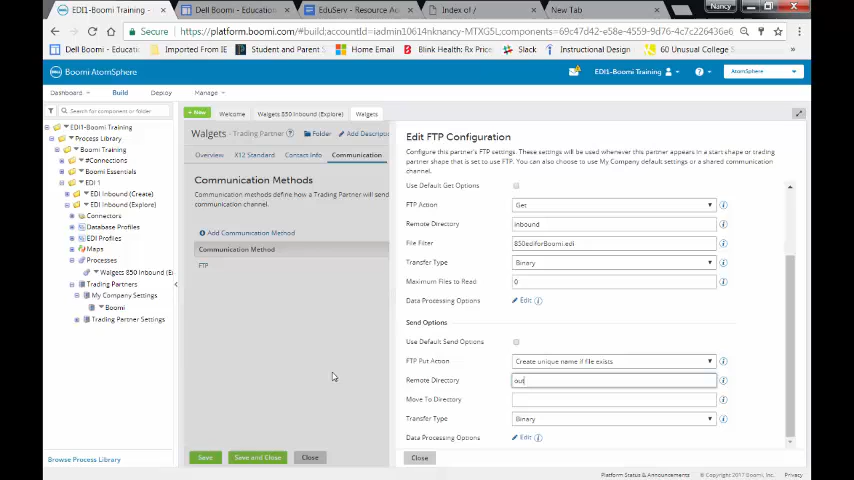 EDI1-Boomi Training -
Dell Boomi - Education
EduServ - Resource Ac
Index of /
New Tab
Nancy
Secure https://platform.boomi.com/#build;accountId=
Dell Boomi - Education
Imported From IE
Student and Parent S
Home Email
Blink Health: Rx Price
Slack
Instructional Design
60 Unusual College S
Boomi AtomSphere
EDI1-Boomi Training
AtomSphere
Dashboard Build Deploy Manage
Search for component or folder
+ New
Welcome
Walgets 850 Inbound (Explore)
Walgets
EDI1-Boomi Training
Process Library
Boomi Training
#Connections
Boomi Essentials
EDI 1
EDI Inbound (Create)
EDI Inbound (Explore)
Connectors
Database Profiles
EDI Profiles
Maps
Processes
Walgets 850 Inbound (E
Trading Partners
My Company Settings
Boomi
Trading Partner Settings
Browse Process Library
Walgets - Trading Partner
Folder
Add Descrip
Overview X12 Standard Contact Info Communication
Communication Methods
Communication methods define how a Trading Partner will send
communication channel.
Add Communication Method
Communication Method
FTP
Save
Save and Close
Close
Edit FTP Configuration
Configure this partner's FTP settings. These settings will be used whenever this partner appears in a start shape or trading
partner shape that is set to use FTP. You can also choose to use My Company default settings or a shared communication
channel.
Use Default Get Options
FTP Action Get
Remote Directory inbound
File Filter 850ediforBoomi.edi
Transfer Type Binary
Maximum Files to Read 0
Data Processing Options Edit
Send Options
Use Default Send Options
FTP Put Action Create unique name if file exists
Remote Directory out
Move To Directory
Transfer Type Binary
Data Processing Options Edit
Close
Platform Status & Announcements
© Copyright 2017 Boomi, Inc.
Privacy